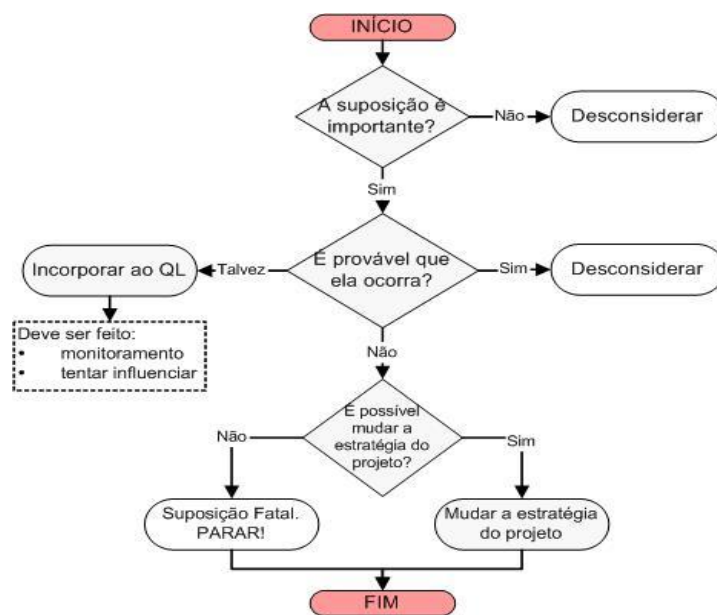 INÍCIO
A suposição é
importante?
Não
Desconsiderar
Sim
É provável que
ela ocorra?
Talvez
Incorporar ao QL
Sim
Desconsiderar
Deve ser feito:
• monitoramento
• tentar influenciar
Não
É possível
mudar a
estratégia do
projeto?
Não
Sim
Suposição Fatal.
PARAR!
Mudar a estratégia
do projeto
FIM